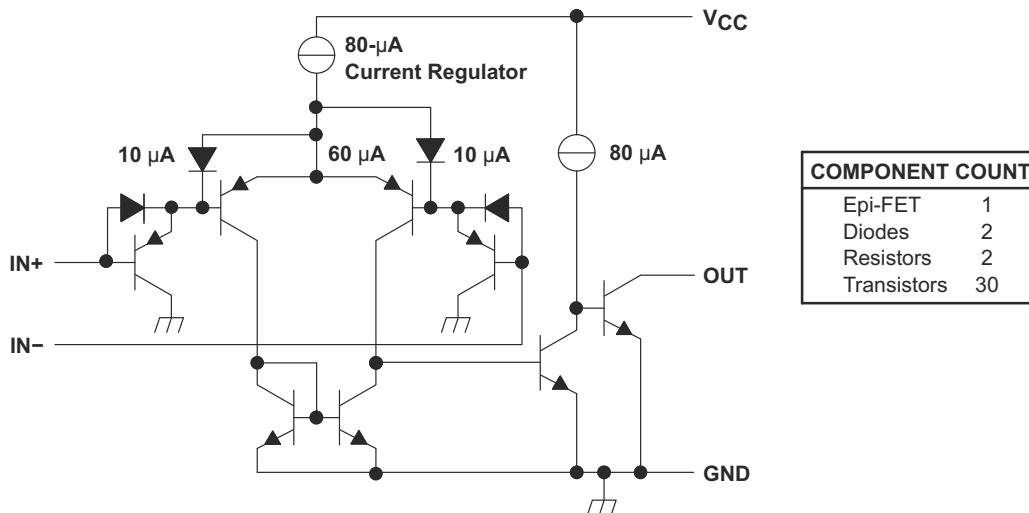 VCC
80-µA
Current Regulator
10 µA
60 µA
10 µA
80 µA
IN+
OUT
IN−
GND
COMPONENT COUNT
Epi-FET 1
Diodes 2
Resistors 2
Transistors 30